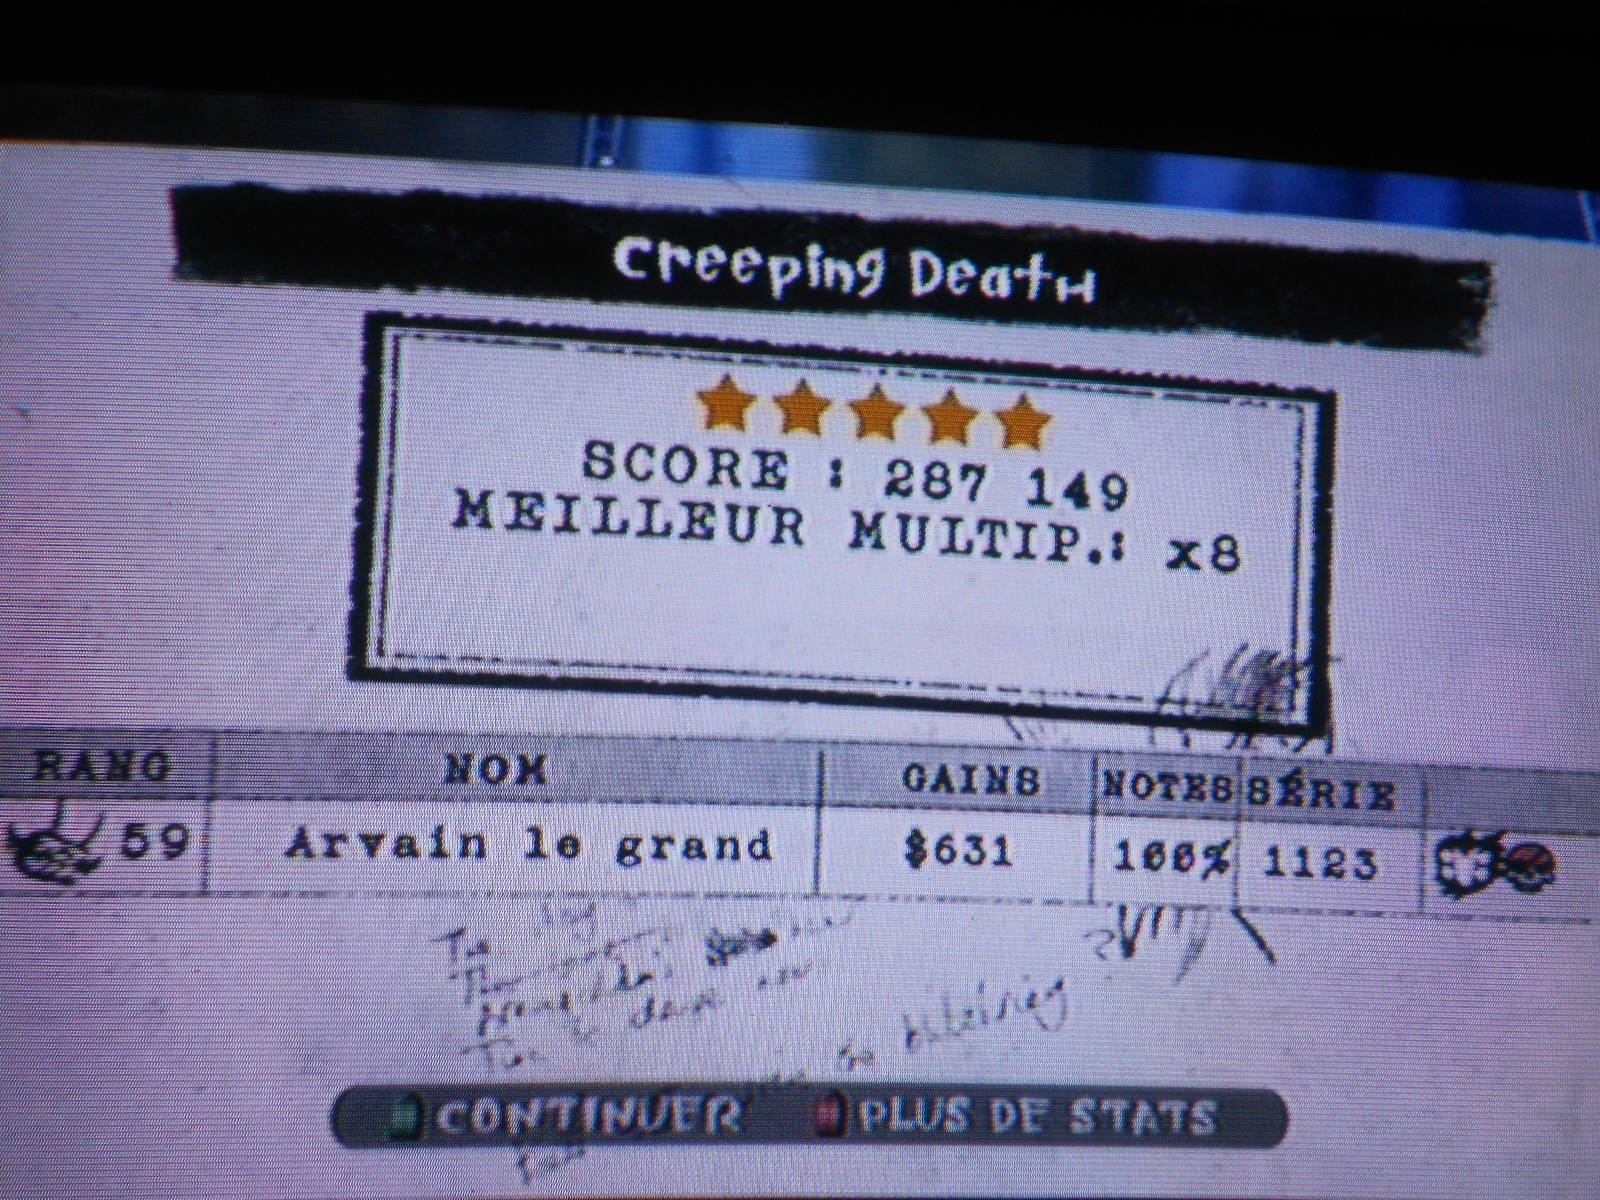 Creeping Death
SCORE : 287 149
MEILLEUR MULTIP.: x8
RANG NOM GAINS NOTES SÉRIE
59 Arvain le grand $631 100% 1123
CONTINUER PLUS DE STATS